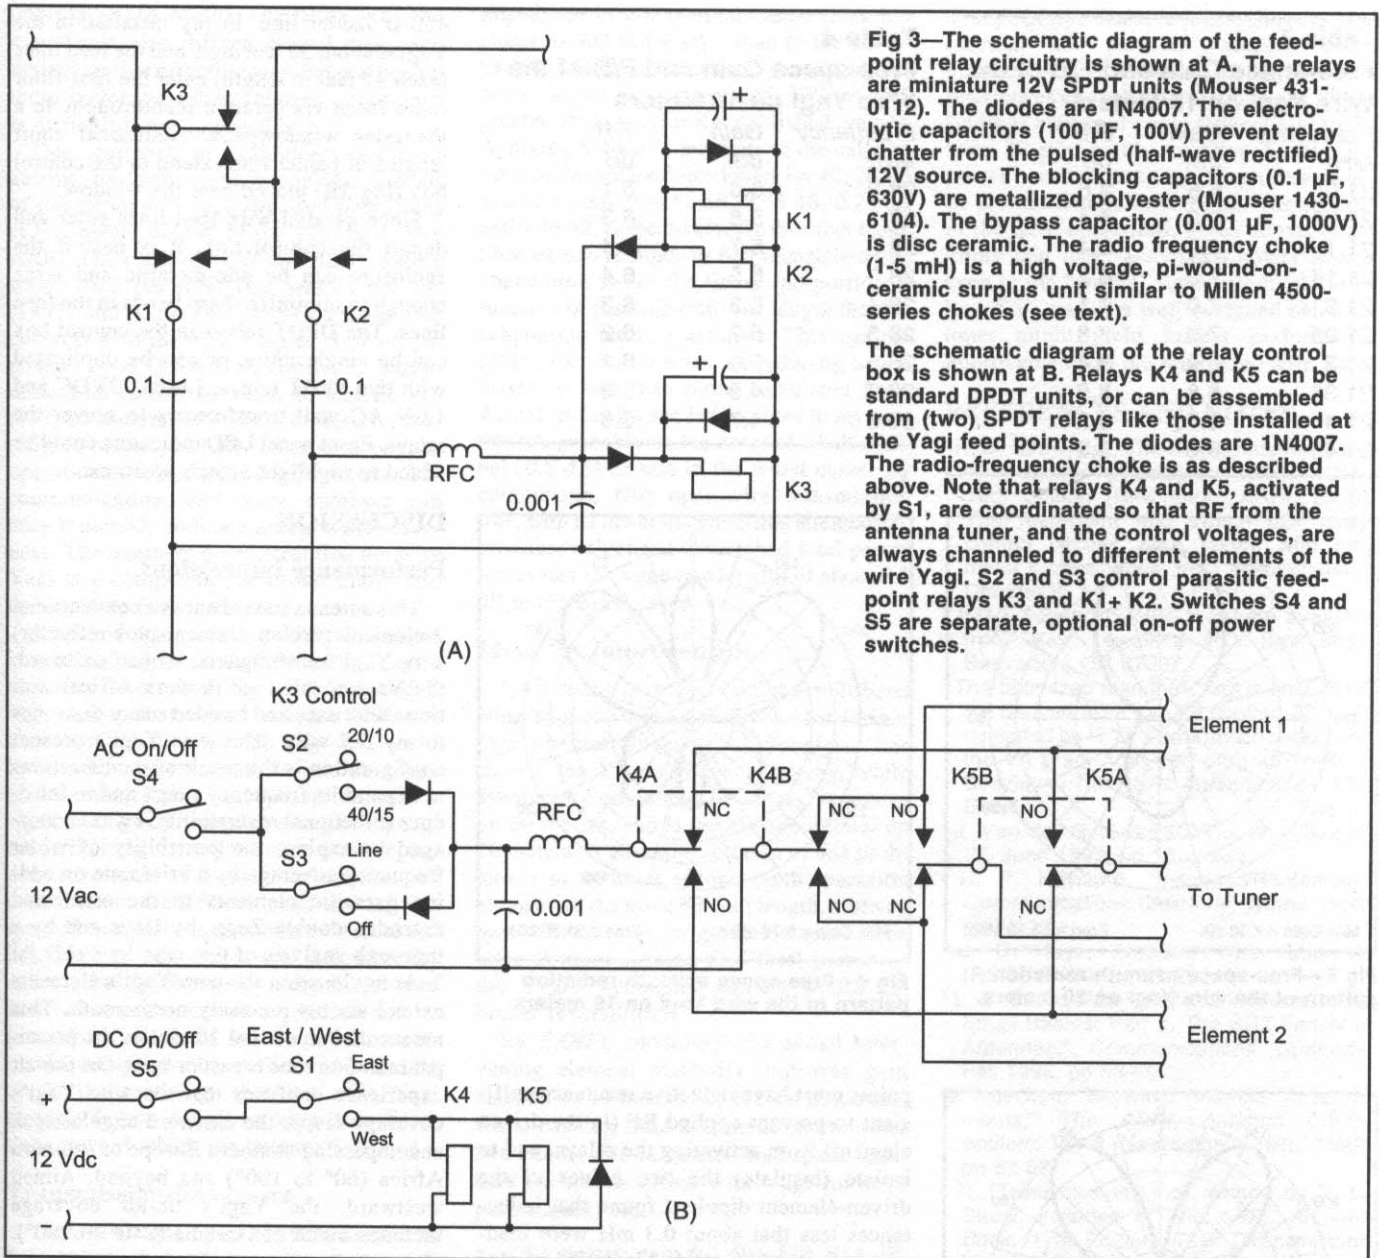 Fig 3—The schematic diagram of the feed-
point relay circuitry is shown at A. The relays
are miniature 12V SPDT units (Mouser 431-
0112). The diodes are 1N4007. The electro
lytic capacitors (100 µF, 100V) prevent relay
chatter from the pulsed (half-wave rectified)
12V source. The blocking capacitors (0.1 µF,
630V) are metallized polyester (Mouser 1430-
6104). The bypass capacitor (0.001 µF, 1000V)
is disc ceramic. The radio frequency choke
(1-5-mH) is a high voltage, pi-wound-on-
ceramic surplus unit similar to Millen 4500-
series chokes (see text).
The schematic diagram of the relay control
box is shown at B. Relays K4 and K5 can be
standard DPDT units, or can be assembled
from (two) SPDT relays like those installed at
the Yagi feed points. The diodes are 1N4007.
The radio-frequency choke is as described
above. Note that relays K4 and K5, activated
by S1, are coordinated so that RF from the
antenna tuner, and the control voltages, are
always channeled to different elements of the
wire Yagi. S2 and S3 control parasitic feed-
point relays K3 and K1+ K2. Switches S4 and
S5 are separate, optional on-off power
switches.
K3
K1
K2
0.1
0.1
RFC
0.001
+
K1
K2
+
K3
(A)
K3 Control
AC On/Off
S4
S2
20/10
40/15
S3
Line
Off
12 Vac
RFC
0.001
K4A
K4B
NC
NO
NC
NO
NO
NC
K5B
K5A
NO
NC
Element 1
To Tuner
Element 2
DC On/Off
S5
East / West
S1
East
West
K4
K5
+
12 Vdc
–
(B)